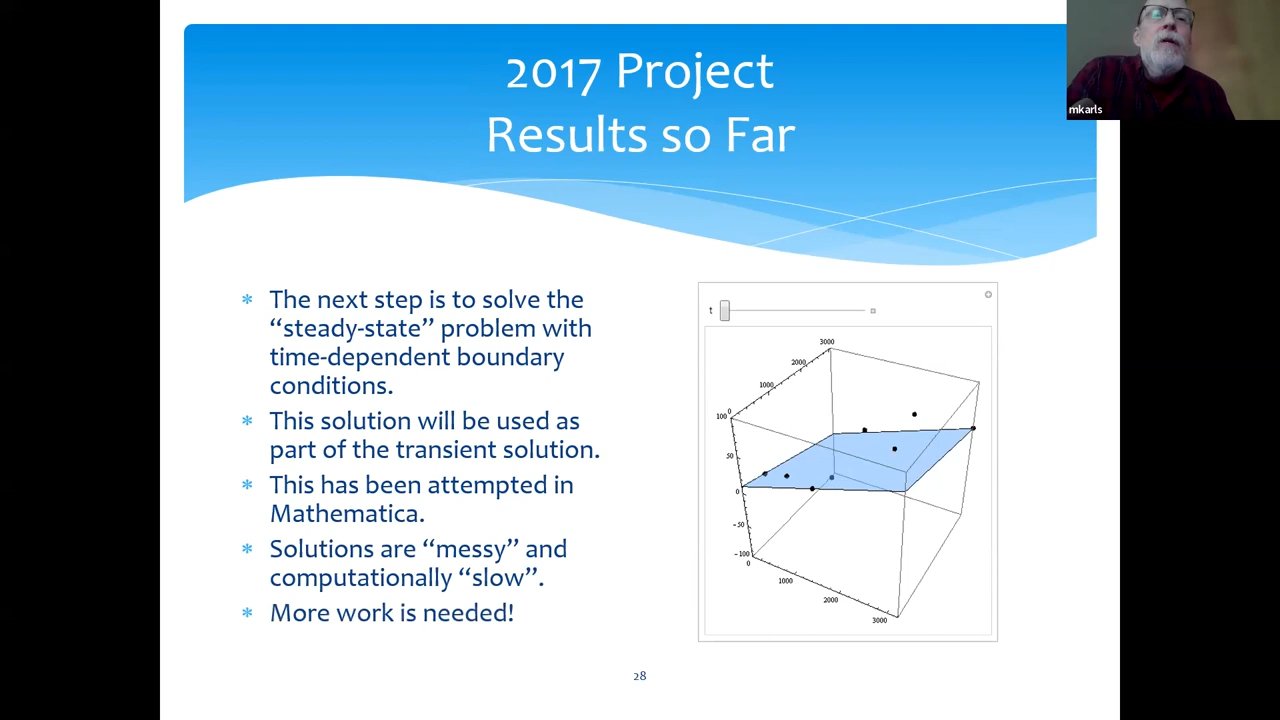 2017 Project
Results so Far
mkarls
* The next step is to solve the
“steady-state” problem with
time-dependent boundary
conditions.
* This solution will be used as
part of the transient solution.
* This has been attempted in
Mathematica.
* Solutions are “messy” and
computationally “slow”.
* More work is needed!
t
3000
2000
1000
0
100
50
0
-50
-100
0
1000
2000
3000
28